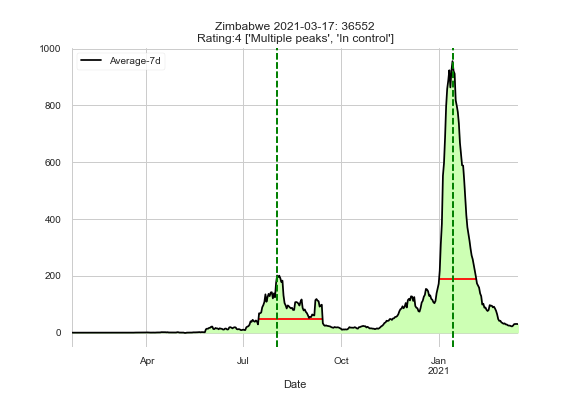 Zimbabwe 2021-03-17: 36552
Rating:4 ['Multiple peaks', 'In control']
1000
Average-7d
800
600
400
200
0
Apr
Jul
Oct
Jan
2021
Date